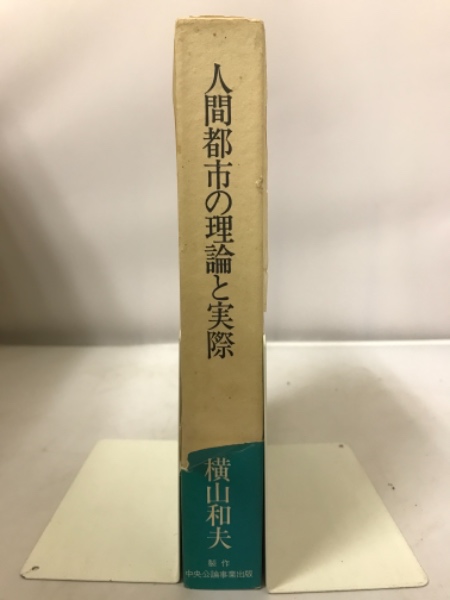 人間都市の理論と実際
横山和夫
製作
中央公論事業出版